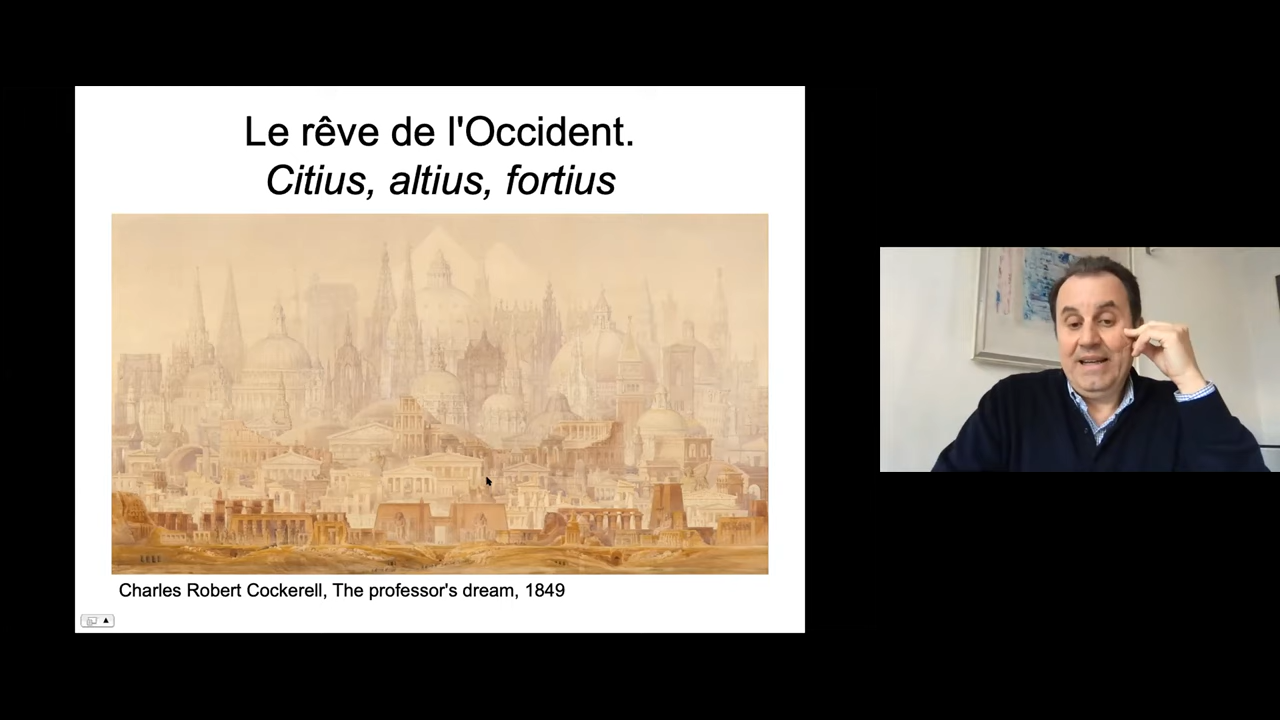 Le rêve de l'Occident.
Citius, altius, fortius
Charles Robert Cockerell, The professor's dream, 1849